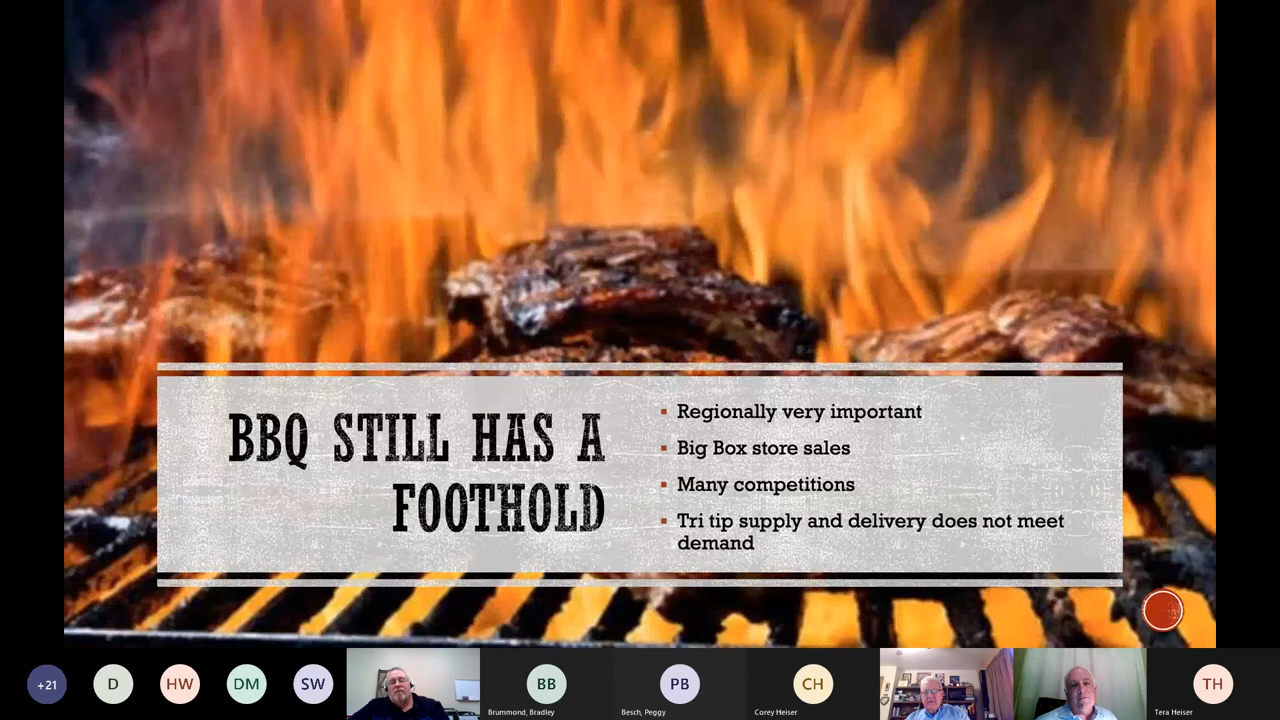 BBQ STILL HAS A
FOOTHOLD
Regionally very important
Big Box store sales
Many competitions
Tri tip supply and delivery does not meet
demand
+21
D
HW
DM
SW
BB
Brummond, Bradley
PB
Besch, Peggy
CH
Corey Heiser
TH
Tera Heiser